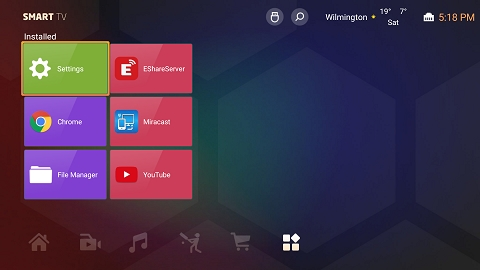 SMART TV
Wilmington
19° 7°
Sat
5:18 PM
Installed
Settings
EShareServer
Chrome
Miracast
File Manager
YouTube